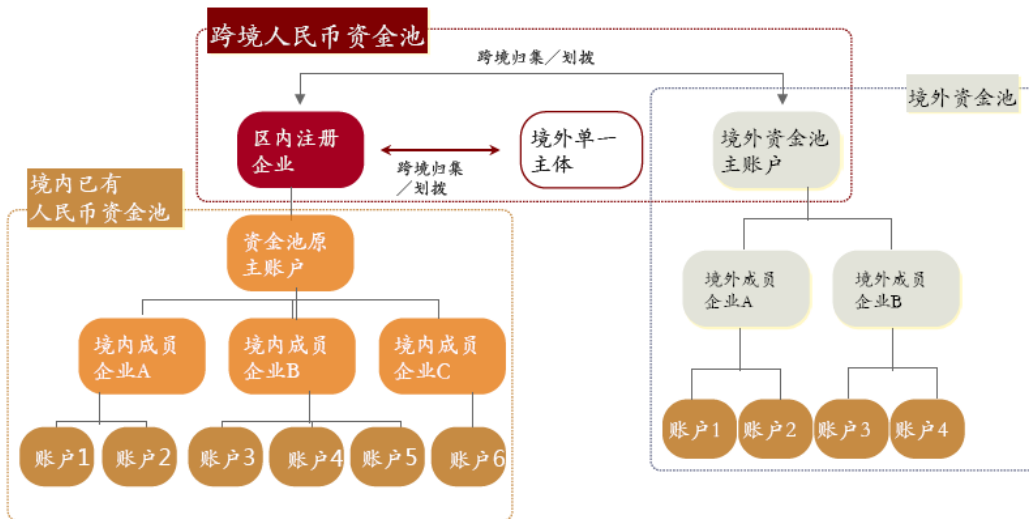 跨境人民币资金池
跨境归集／划拨
境外资金池
区内注册
企业
境外单一
主体
境外资金池
主账户
跨境归集
／划拨
境内已有
人民币资金池
资金池原
主账户
境外成员
企业A
境外成员
企业B
境内成员
企业A
境内成员
企业B
境内成员
企业C
账户1
账户2
账户3
账户4
账户1
账户2
账户3
账户4
账户5
账户6